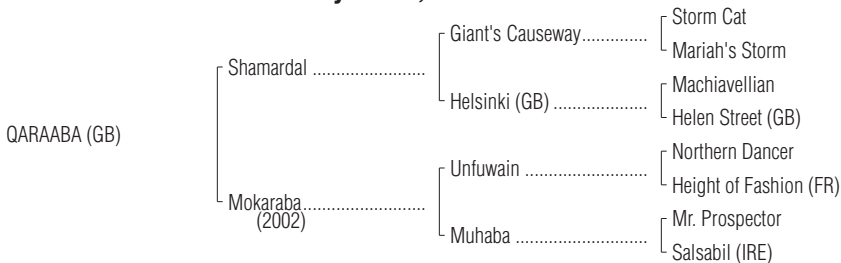 Storm Cat
Giant's Causeway..............
Mariah's Storm
Shamardal ........................
Machiavellian
Helsinki (GB) ....................
Helen Street (GB)
QARAABA (GB)
Northern Dancer
Unfuwain ..........................
Height of Fashion (FR)
Mokaraba..........................
(2002)
Mr. Prospector
Muhaba ............................
Salsabil (IRE)